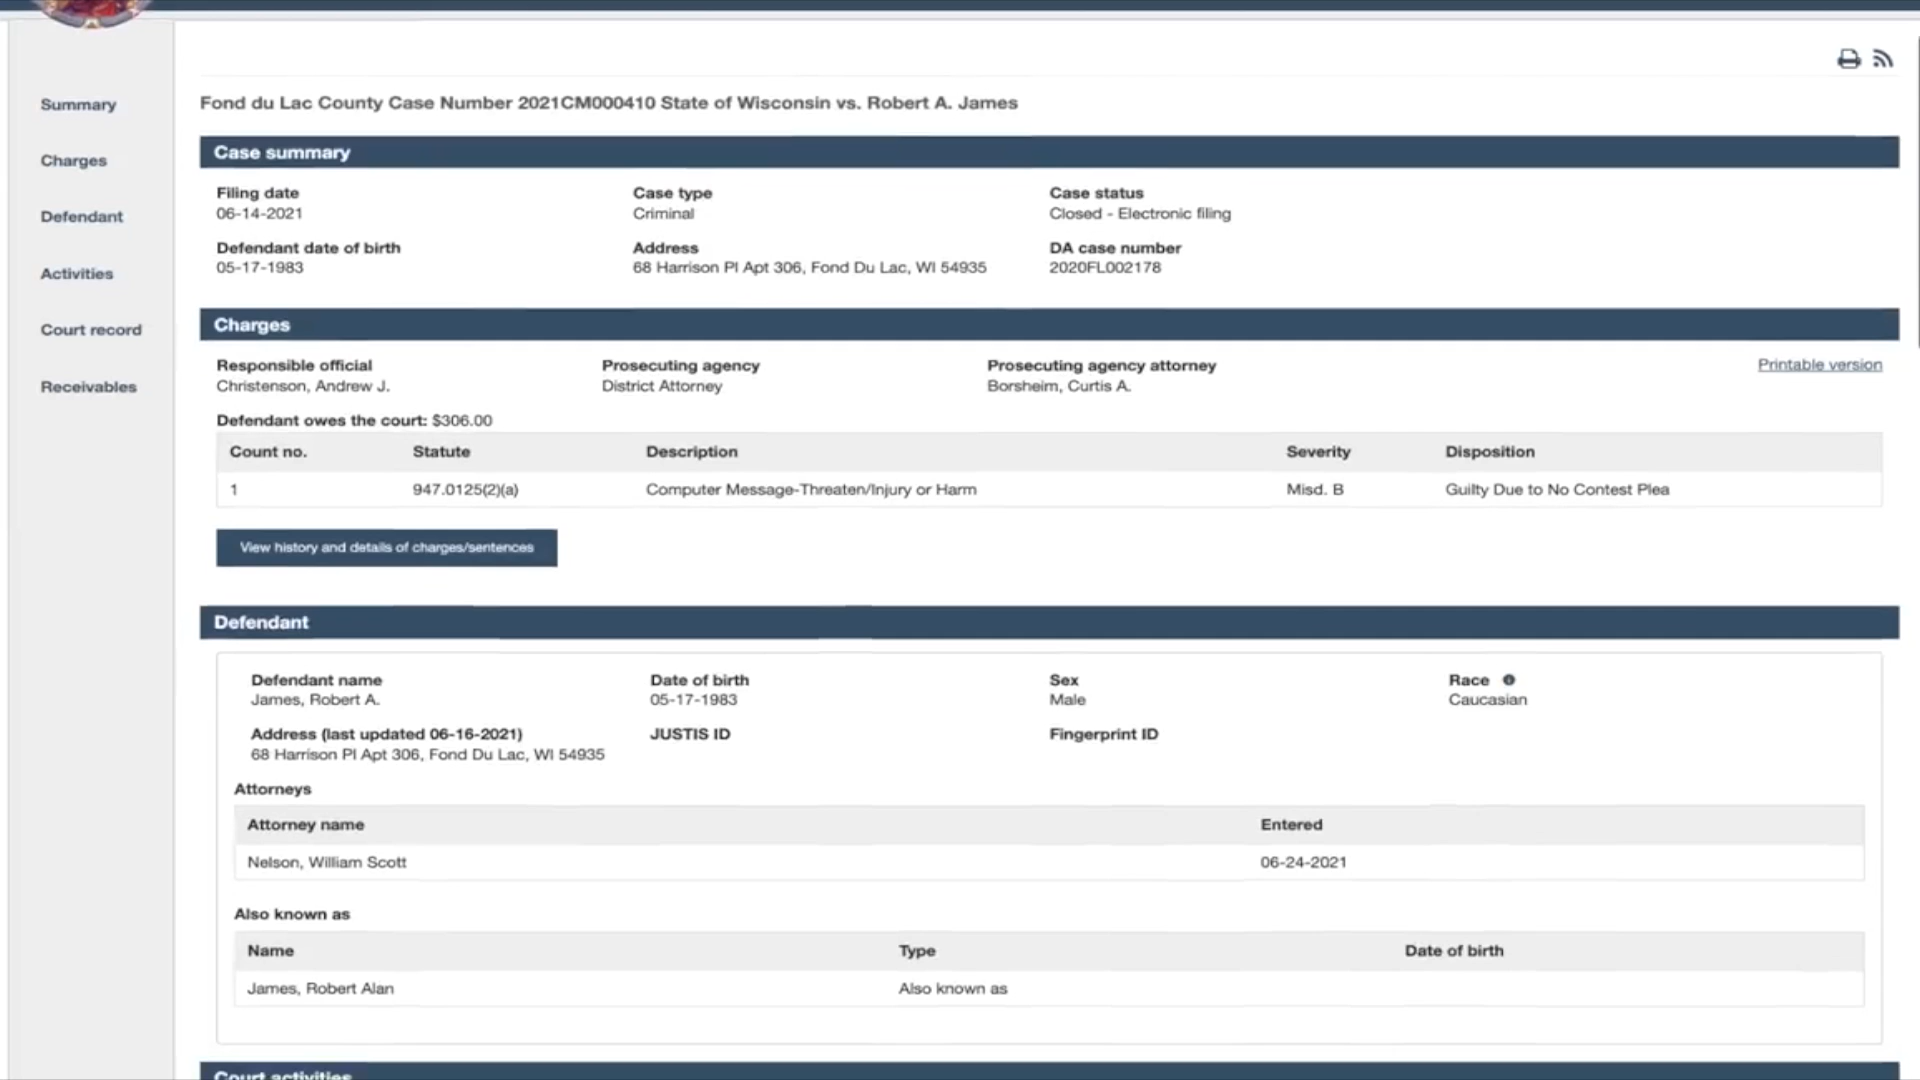 Summary
Charges
Defendant
Activities
Court record
Receivables
Fond du Lac County Case Number 2021CM000410 State of Wisconsin vs. Robert A. James
Case summary
Filing date Case type Case status
06-14-2021 Criminal Closed - Electronic filing
Defendant date of birth Address DA case number
05-17-1983 68 Harrison Pl Apt 306, Fond Du Lac, WI 54935 2020FL002178
Charges
Responsible official Prosecuting agency Prosecuting agency attorney Printable version
Christenson, Andrew J. District Attorney Borsheim, Curtis A.
Defendant owes the court: $306.00
Count no. Statute Description Severity Disposition
1 947.0125(2)(a) Computer Message-Threaten/Injury or Harm Misd. B Guilty Due to No Contest Plea
View history and details of charges/sentences
Defendant
Defendant name Date of birth Sex Race
James, Robert A. 05-17-1983 Male Caucasian
Address (last updated 06-16-2021) JUSTIS ID Fingerprint ID
68 Harrison Pl Apt 306, Fond Du Lac, WI 54935
Attorneys
Attorney name Entered
Nelson, William Scott 06-24-2021
Also known as
Name Type Date of birth
James, Robert Alan Also known as
Court activities